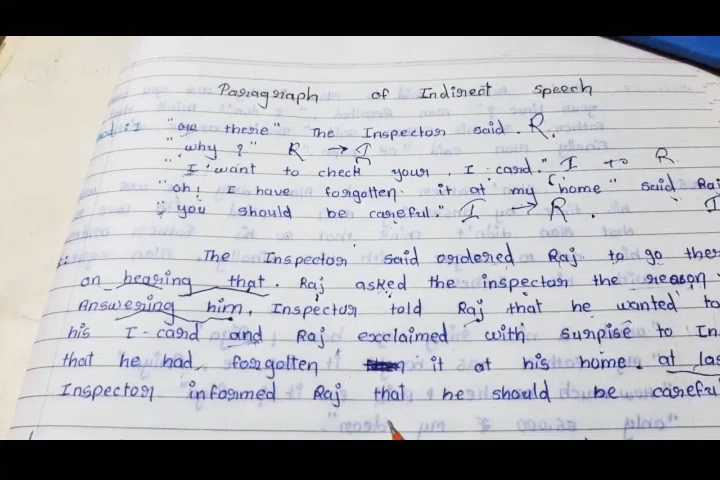 Paragraph of Indirect speech
"Go there" The Inspector said R.
"Why?" R → I
"I want to check your I-card." I to R
"Oh! I have forgotten it at my home" said Raj
"you should be careful." I → R. I
The Inspector said ordered Raj to go ther
on hearing that. Raj asked the inspector the reason
Answering him, Inspector told Raj that he wanted to
his I-card and Raj exclaimed with surprise to In
that he had forgotten it at his home. at las
Inspector informed Raj that he should be careful